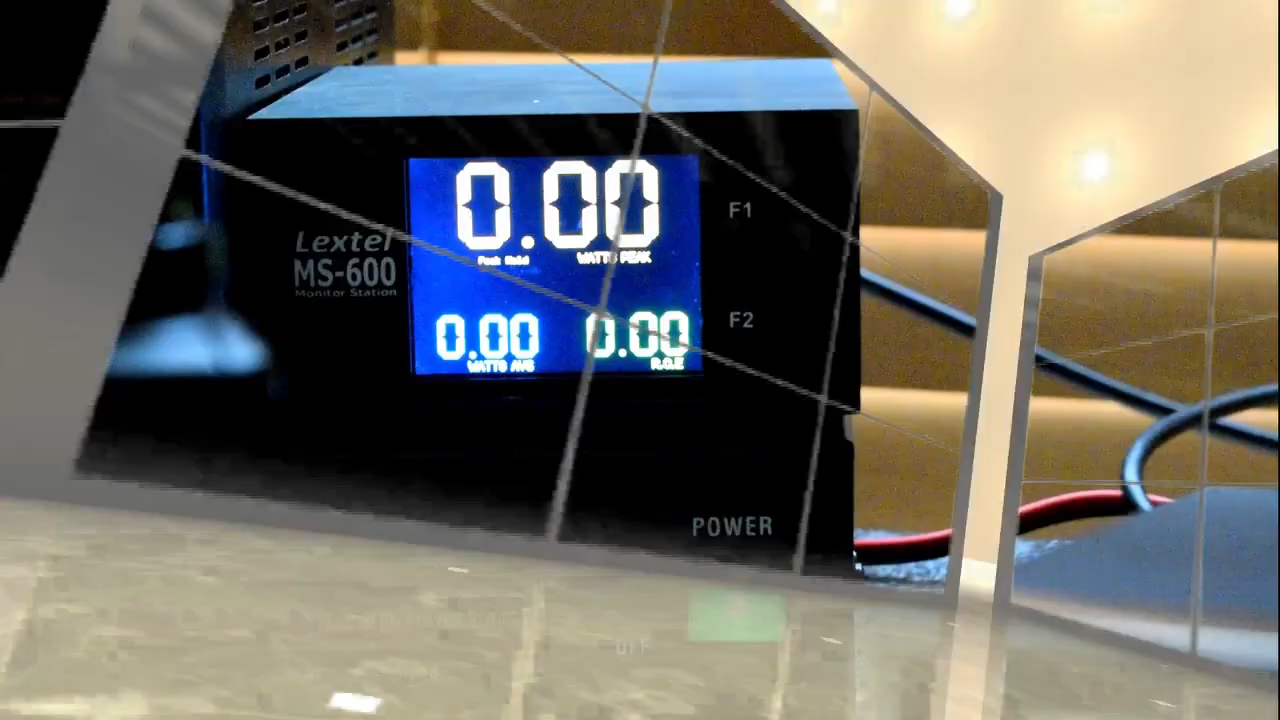 0.00
Peak Hold WATTS PEAK
F1
Lextel
MS-600
Monitor Station
F2
0.00 0.00
WATTS AVG R.O.E
POWER
OFF